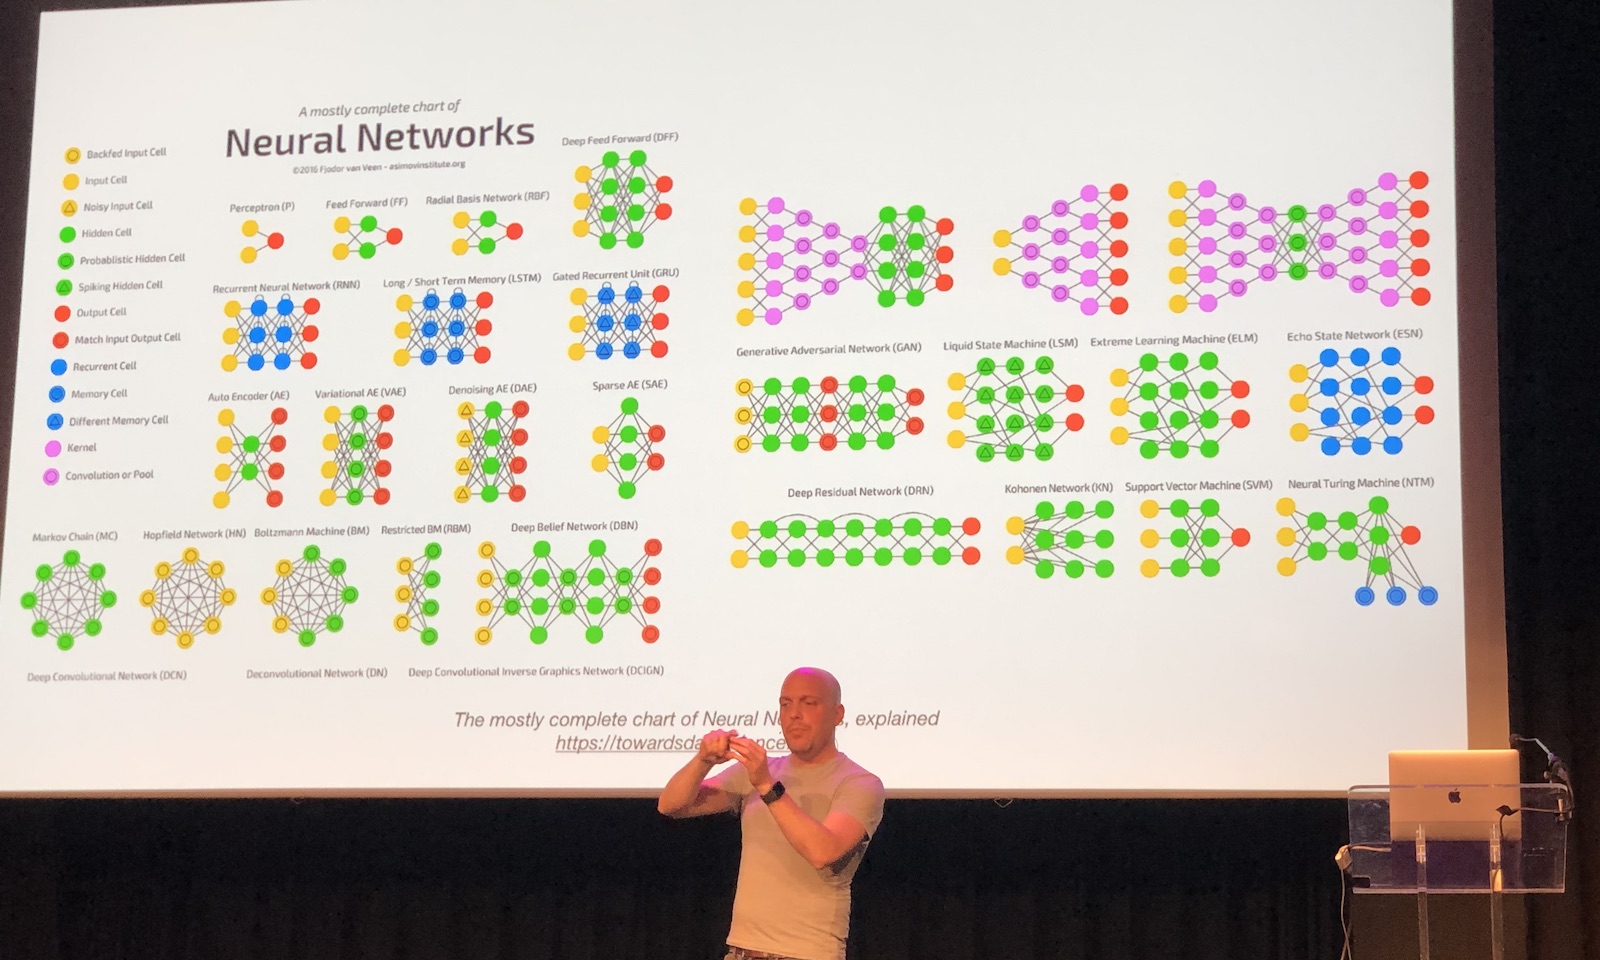 A mostly complete chart of
Neural Networks
©2016 Fjodor van Veen - asimovinstitute.org
Backfed Input Cell
Input Cell
Noisy Input Cell
Hidden Cell
Probablistic Hidden Cell
Spiking Hidden Cell
Output Cell
Match Input Output Cell
Recurrent Cell
Memory Cell
Different Memory Cell
Kernel
Convolution or Pool
Deep Feed Forward (DFF)
Perceptron (P)
Feed Forward (FF)
Radial Basis Network (RBF)
Recurrent Neural Network (RNN)
Long / Short Term Memory (LSTM)
Gated Recurrent Unit (GRU)
Auto Encoder (AE)
Variational AE (VAE)
Denoising AE (DAE)
Sparse AE (SAE)
Markov Chain (MC)
Hopfield Network (HN)
Boltzmann Machine (BM)
Restricted BM (RBM)
Deep Belief Network (DBN)
Deep Convolutional Network (DCN)
Deconvolutional Network (DN)
Deep Convolutional Inverse Graphics Network (DCIGN)
Generative Adversarial Network (GAN)
Liquid State Machine (LSM)
Extreme Learning Machine (ELM)
Echo State Network (ESN)
Deep Residual Network (DRN)
Kohonen Network (KN)
Support Vector Machine (SVM)
Neural Turing Machine (NTM)
The mostly complete chart of Neural explained
https://towardsda